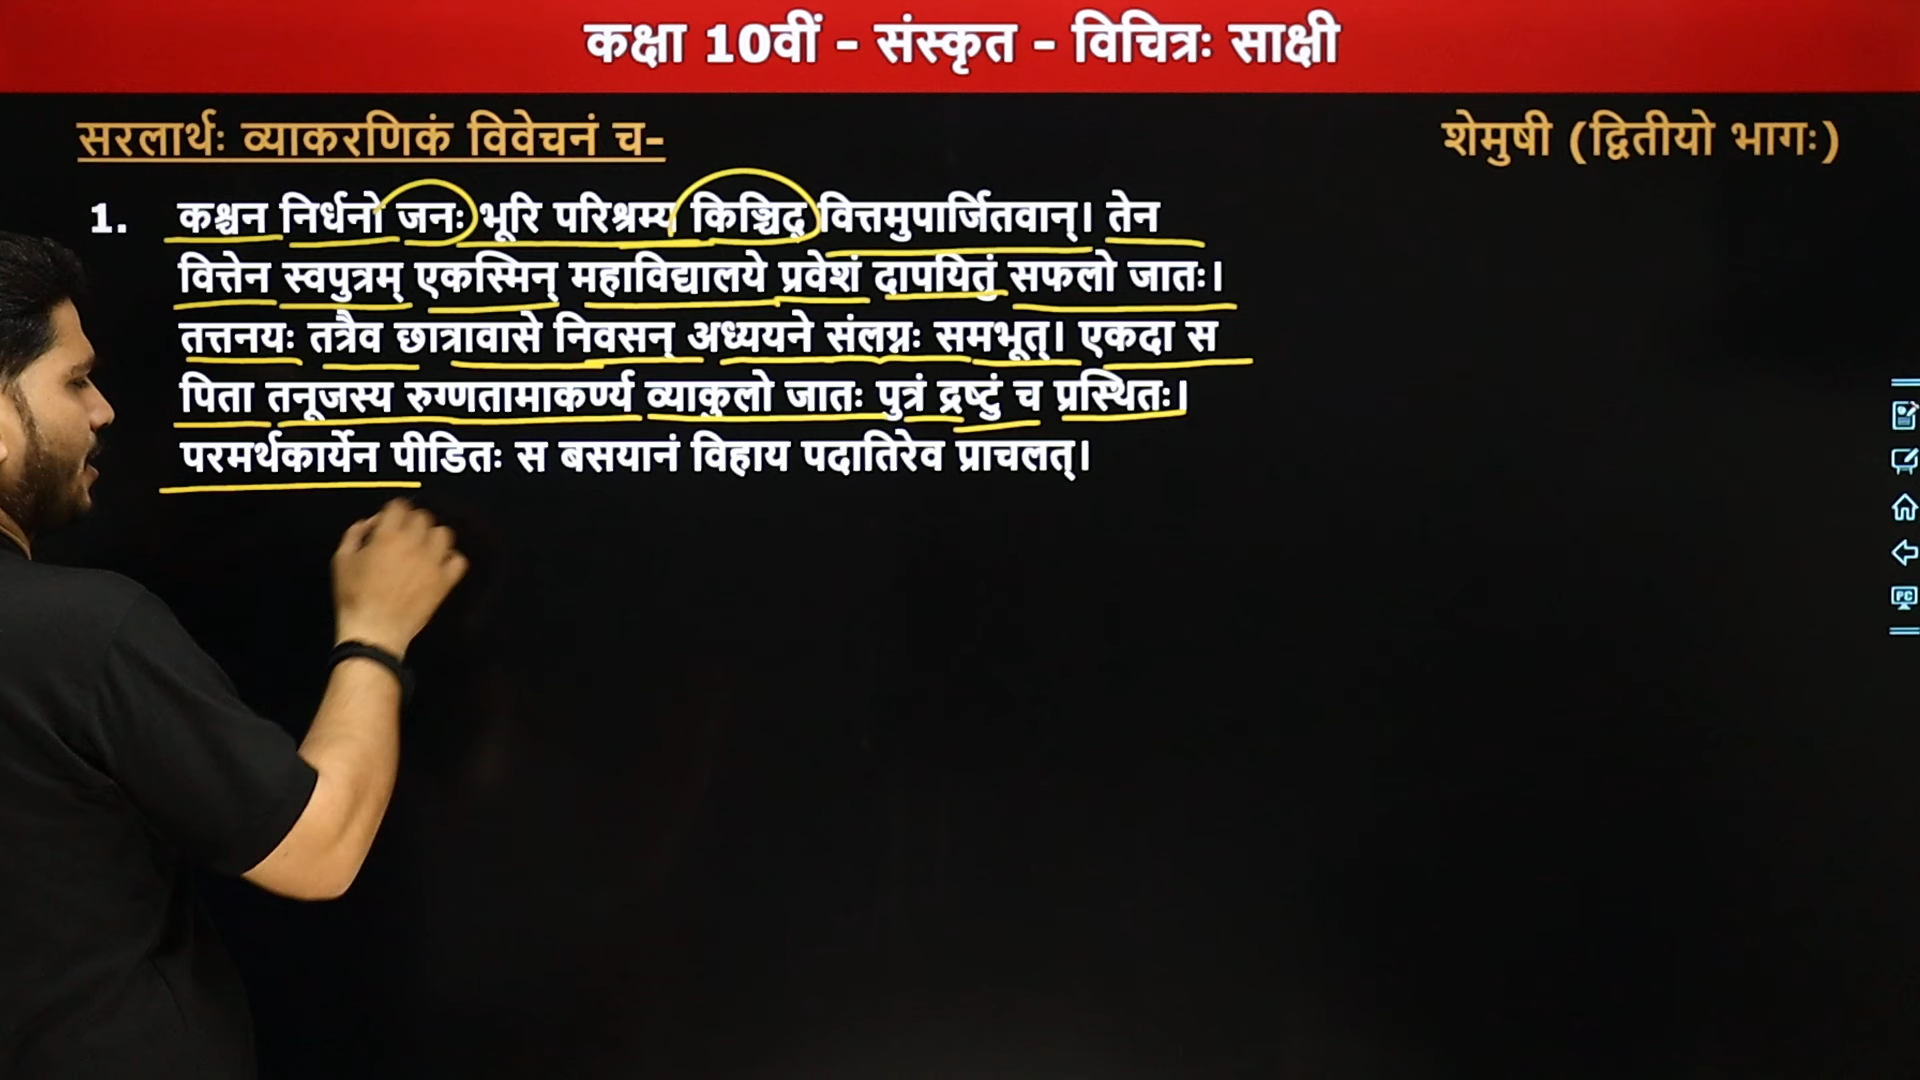 कक्षा 10वीं - संस्कृत - विचित्रः साक्षी
सरलार्थः व्याकरणिकं विवेचनं च-
शेमुषी (द्वितीयो भागः)
1. कश्चन निर्धनो जनः भूरि परिश्रम्य किञ्चिद् वित्तमुपार्जितवान्। तेन
वित्तेन स्वपुत्रम् एकस्मिन् महाविद्यालये प्रवेशं दापयितुं सफलो जातः।
तत्तनयः तत्रैव छात्रावासे निवसन् अध्ययने संलग्नः समभूत्। एकदा स
पिता तनूजस्य रुग्णतामाकर्ण्य व्याकुलो जातः पुत्रं द्रष्टुं च प्रस्थितः।
परमर्थकार्येन पीडितः स बसयानं विहाय पदातिरेव प्राचलत्।
PC